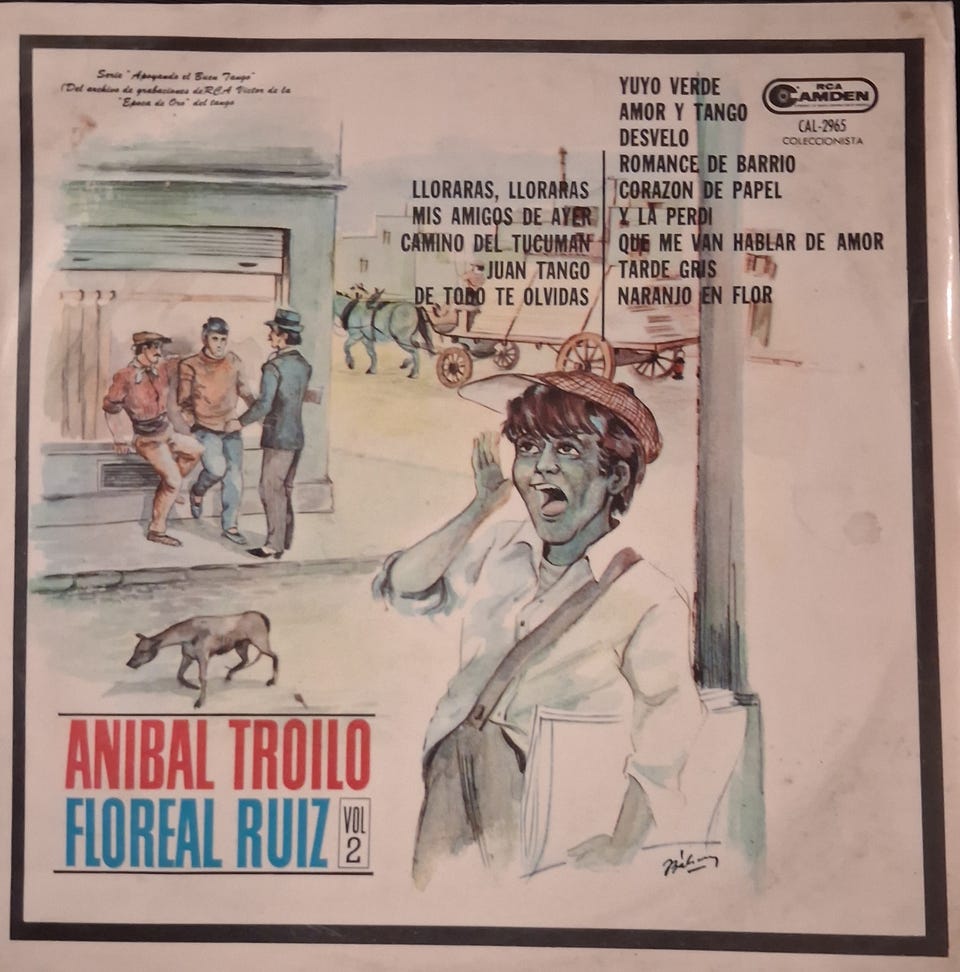 Serie "Apoyando el Buen Tango"
(Del archivo de grabaciones de RCA Victor de la
"Epoca de Oro" del tango
RCA
CAMDEN
CAL-2965
COLECCIONISTA
LLORARAS, LLORARAS
MIS AMIGOS DE AYER
CAMINO DEL TUCUMAN
JUAN TANGO
DE TODO TE OLVIDAS
YUYO VERDE
AMOR Y TANGO
DESVELO
ROMANCE DE BARRIO
CORAZON DE PAPEL
Y LA PERDI
QUE ME VAN HABLAR DE AMOR
TARDE GRIS
NARANJO EN FLOR
ANIBAL TROILO
FLOREAL RUIZ
VOL
2